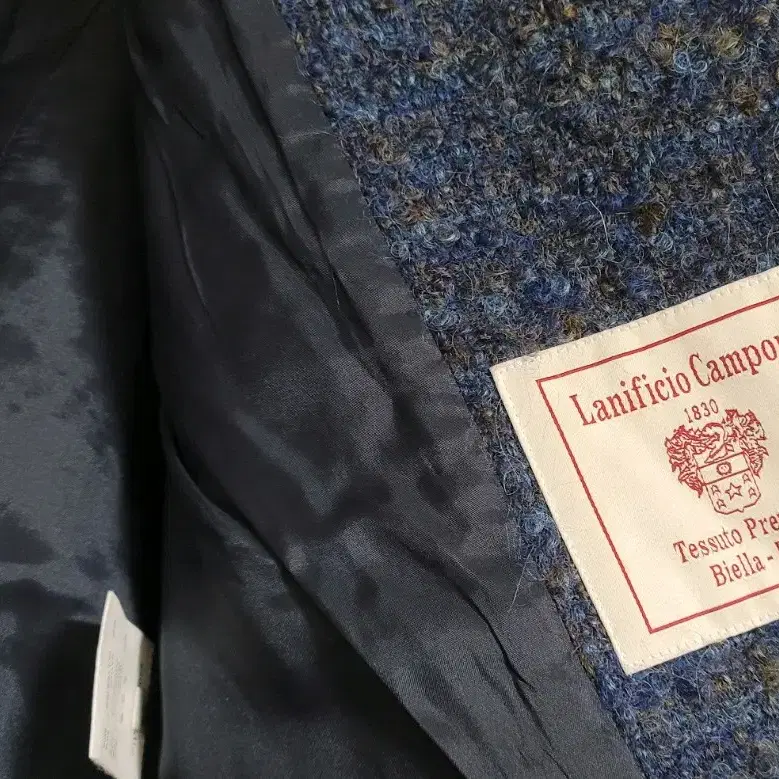 Lanificio Campo
1830
Tessuto Pre
Biella -